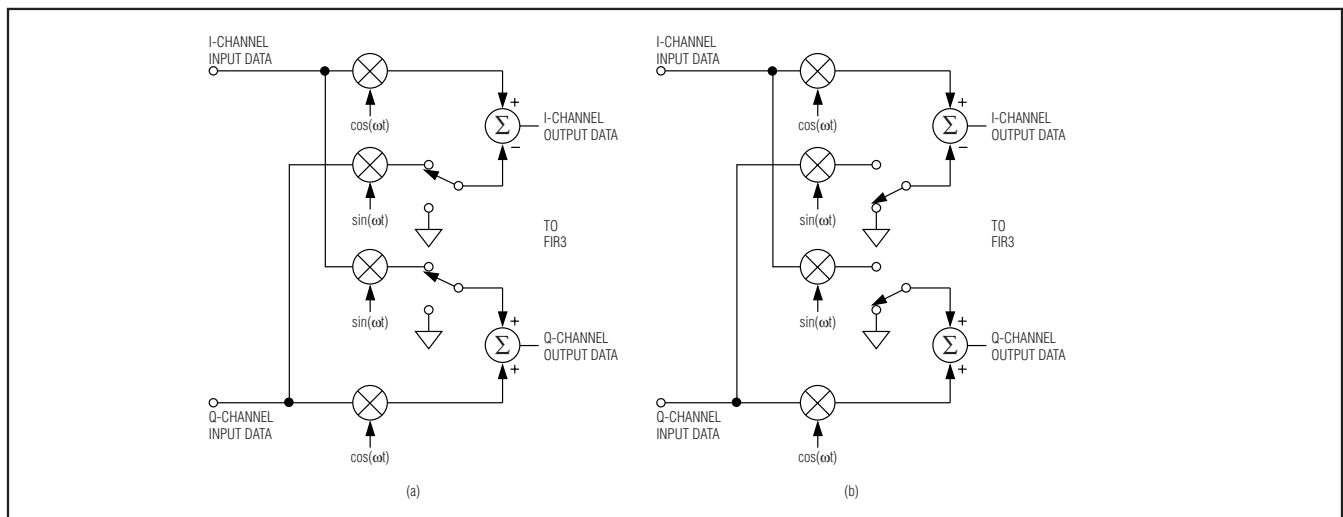 I-CHANNEL
INPUT DATA
cos(ωt)
+
Σ
−
I-CHANNEL
OUTPUT DATA
sin(ωt)
TO
FIR3
sin(ωt)
+
Σ
+
Q-CHANNEL
OUTPUT DATA
Q-CHANNEL
INPUT DATA
cos(ωt)
(a)
I-CHANNEL
INPUT DATA
cos(ωt)
+
Σ
−
I-CHANNEL
OUTPUT DATA
sin(ωt)
TO
FIR3
sin(ωt)
+
Σ
+
Q-CHANNEL
OUTPUT DATA
Q-CHANNEL
INPUT DATA
cos(ωt)
(b)